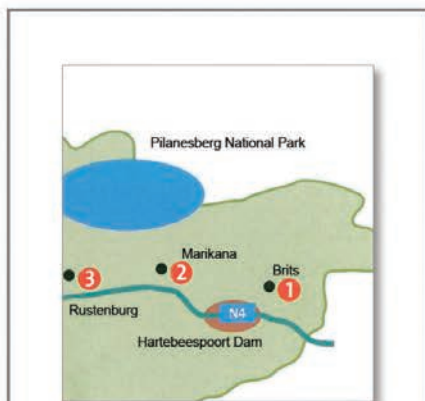 Pilanesberg National Park
Marikana
2
Brits
3
1
Rustenburg
N4
Hartebeespoort Dam